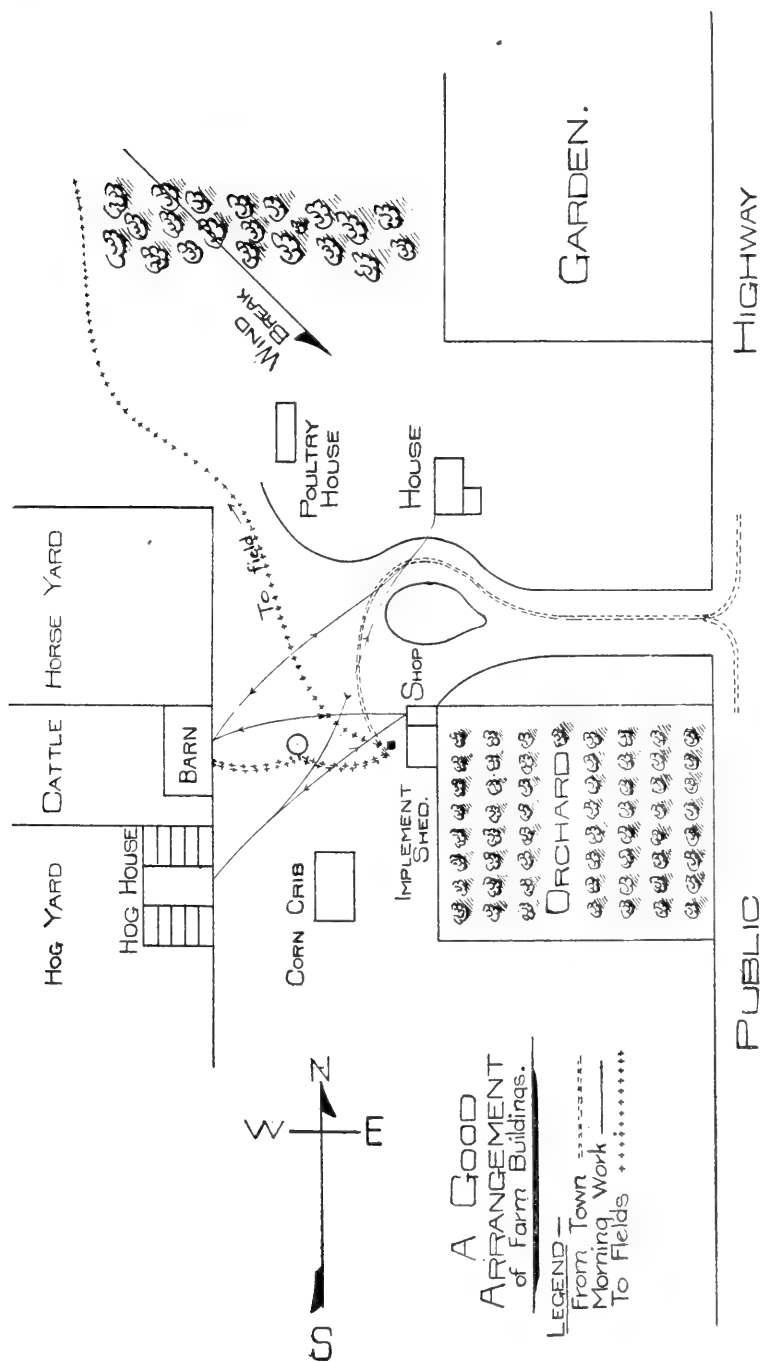 HOG YARD
CATTLE
HORSE YARD
HOG HOUSE
BARN
To field
CORN CRIB
POULTRY
HOUSE
WIND
BREAK
IMPLEMENT
SHED.
SHOP
HOUSE
ORCHARD
GARDEN.
PUBLIC
HIGHWAY
S
W
E
N
A GOOD
ARRANGEMENT
of Farm Buildings.
LEGEND—
From Town
Morning Work
To Fields